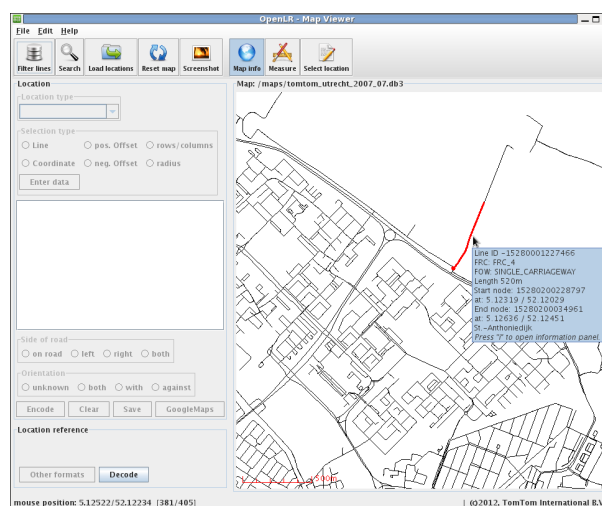 OpenLR - Map Viewer
File Edit Help
Filter lines Search Load locations Reset map Screenshot Map info Measure Select location
Location
Location type
Selection type
Line pos. Offset rows/columns
Coordinate neg. Offset radius
Enter data
Side of road
on road left right both
Orientation
unknown both with against
Encode Clear Save GoogleMaps
Location reference
Other formats Decode
Map: /maps/tomtom_utrecht_2007_07.db3
Line ID -15280001227466
FRC: FRC_4
FOW: SINGLE_CARRIAGEWAY
Length 520m
Start node: 15280200228797
at: 5.12319 / 52.12029
End node: 15280200034961
at: 5.12636 / 52.12451
St.-Anthoniedijk
Press "i" to open information panel
500m
mouse position: 5.12522/52.12234 |381/405|
| (c)2012, TomTom International B.V